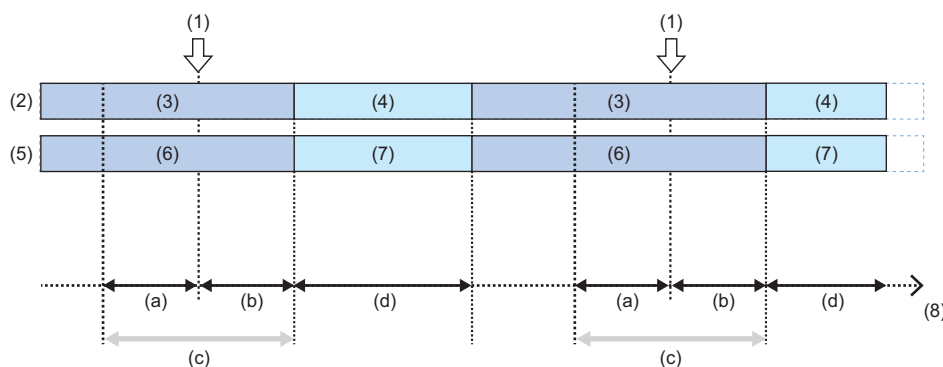 (1) (1)
(2) (3) (4) (3) (4)
(5) (6) (7) (6) (7)
(a) (b) (d) (a) (b) (d) (8)
(c) (c)